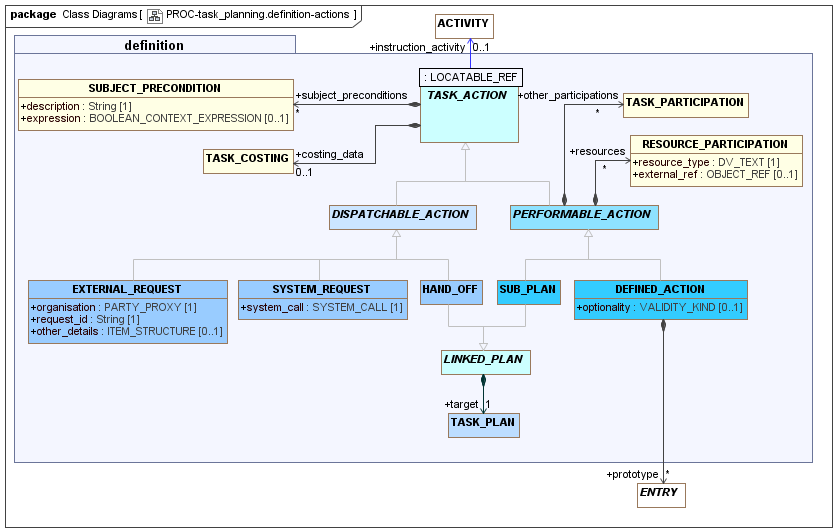 package Class Diagrams [ PROC-task_planning.definition-actions ]
ACTIVITY
+instruction_activity 0..1
definition
: LOCATABLE_REF
TASK_ACTION
SUBJECT_PRECONDITION
+description : String [1]
+expression : BOOLEAN_CONTEXT_EXPRESSION [0..1]
+subject_preconditions
*
+other_participations
*
TASK_PARTICIPATION
TASK_COSTING
+costing_data
0..1
+resources
*
RESOURCE_PARTICIPATION
+resource_type : DV_TEXT [1]
+external_ref : OBJECT_REF [0..1]
DISPATCHABLE_ACTION
PERFORMABLE_ACTION
EXTERNAL_REQUEST
+organisation : PARTY_PROXY [1]
+request_id : String [1]
+other_details : ITEM_STRUCTURE [0..1]
SYSTEM_REQUEST
+system_call : SYSTEM_CALL [1]
HAND_OFF
SUB_PLAN
DEFINED_ACTION
+optionality : VALIDITY_KIND [0..1]
LINKED_PLAN
+target 1
TASK_PLAN
+prototype *
ENTRY